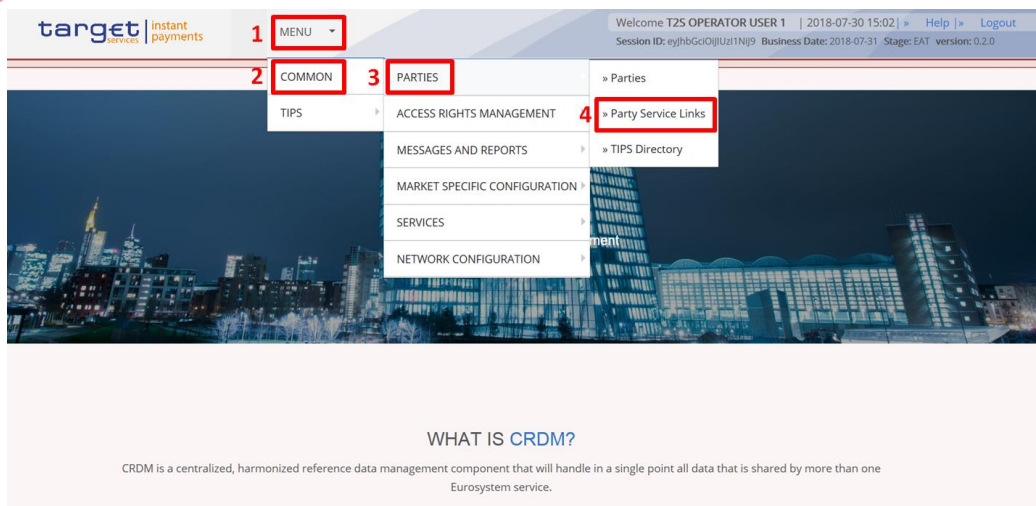 target services instant payments
1 MENU
Welcome T2S OPERATOR USER 1 | 2018-07-30 15:02| » Help |» Logout
Session ID: eyJhbGciOiJIUzI1NiJ9 Business Date: 2018-07-31 Stage: EAT version: 0.2.0
2 COMMON
3 PARTIES
» Parties
TIPS
ACCESS RIGHTS MANAGEMENT
4 » Party Service Links
MESSAGES AND REPORTS
» TIPS Directory
MARKET SPECIFIC CONFIGURATION
SERVICES
ment
NETWORK CONFIGURATION
WHAT IS CRDM?
CRDM is a centralized, harmonized reference data management component that will handle in a single point all data that is shared by more than one
Eurosystem service.